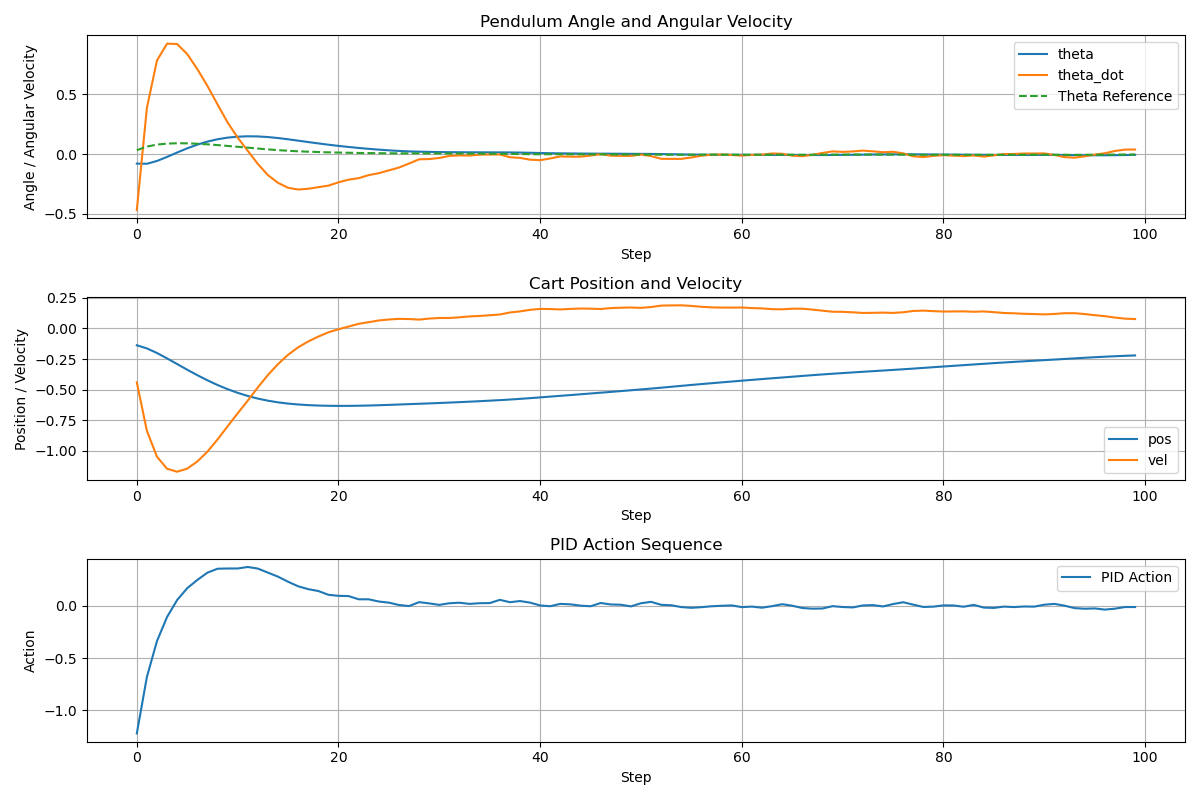 Pendulum Angle and Angular Velocity
Angle / Angular Velocity
0.5
0.0
−0.5
theta
theta_dot
Theta Reference
0 20 40 60 80 100
Step
Cart Position and Velocity
Position / Velocity
0.25
0.00
−0.25
−0.50
−0.75
−1.00
pos
vel
0 20 40 60 80 100
Step
PID Action Sequence
Action
0.0
−0.5
−1.0
PID Action
0 20 40 60 80 100
Step